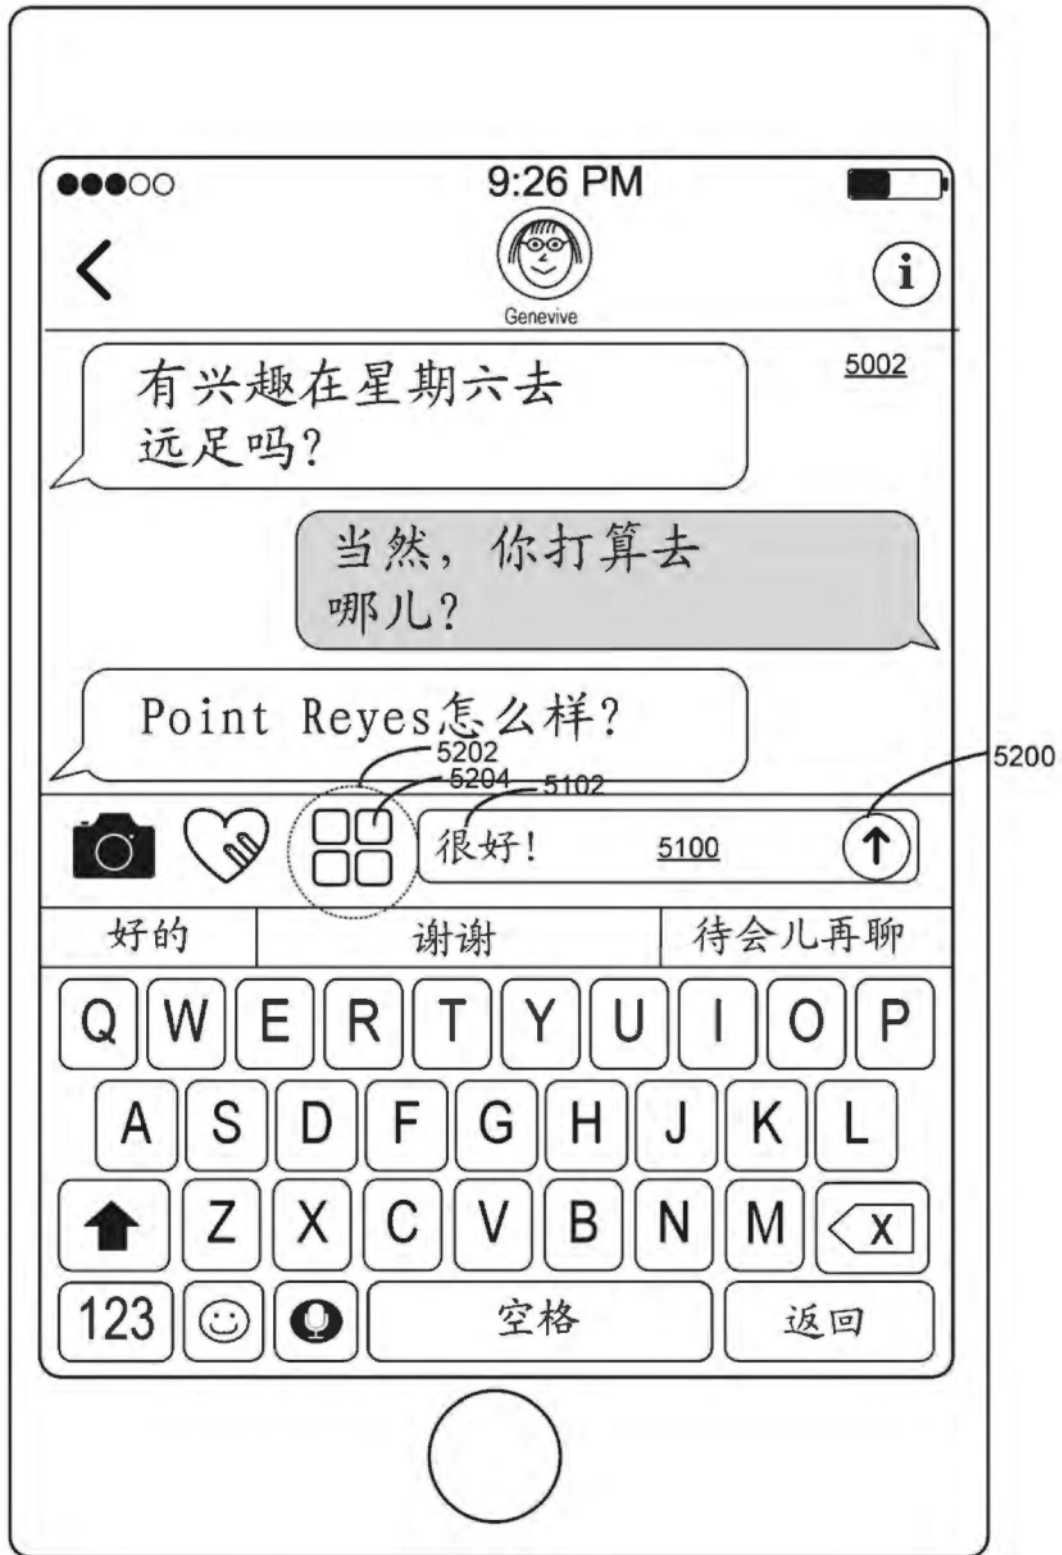 9:26 PM
i
Genevive
5002
有兴趣在星期六去
远足吗?
当然, 你打算去
哪儿?
Point Reyes怎么样?
5202
5204
5102
5200
很好!
5100
好的 谢谢 待会儿再聊
Q W E R T Y U I O P
A S D F G H J K L
Z X C V B N M X
123 空格 返回